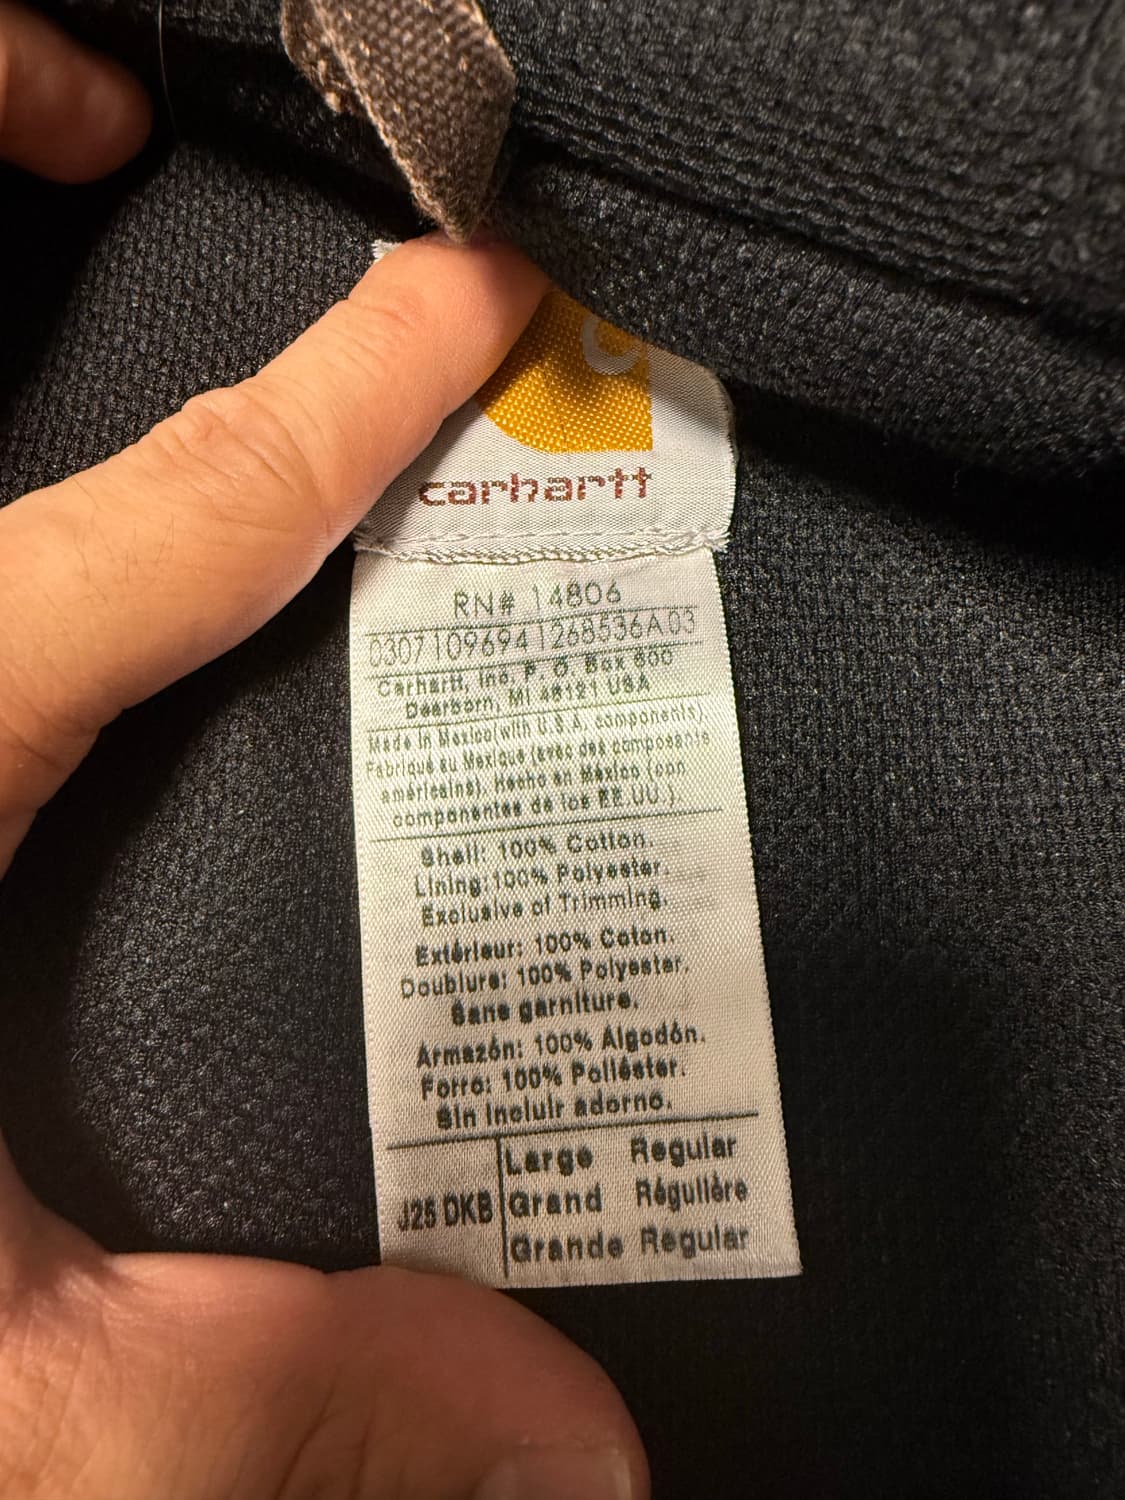 carhartt
RN# 14806
0307109694 1268536A03
Carhartt, Inc. P. O. Box 600
Dearborn, MI 48121 USA
Made in Mexico(with U.S.A. components).
Fabriqué au Mexique (avec des composants
américains). Hecho en Mexico (con
componentes de los EE.UU.).
Shell: 100% Cotton.
Lining:100% Polyester.
Exclusive of Trimming.
Extérieur: 100% Coton.
Doublure: 100% Polyester.
Sans garniture.
Armazón: 100% Algodón.
Forro: 100% Poliéster.
Sin incluir adorno.
J25 DKB
Large Regular
Grand Régulière
Grande Regular